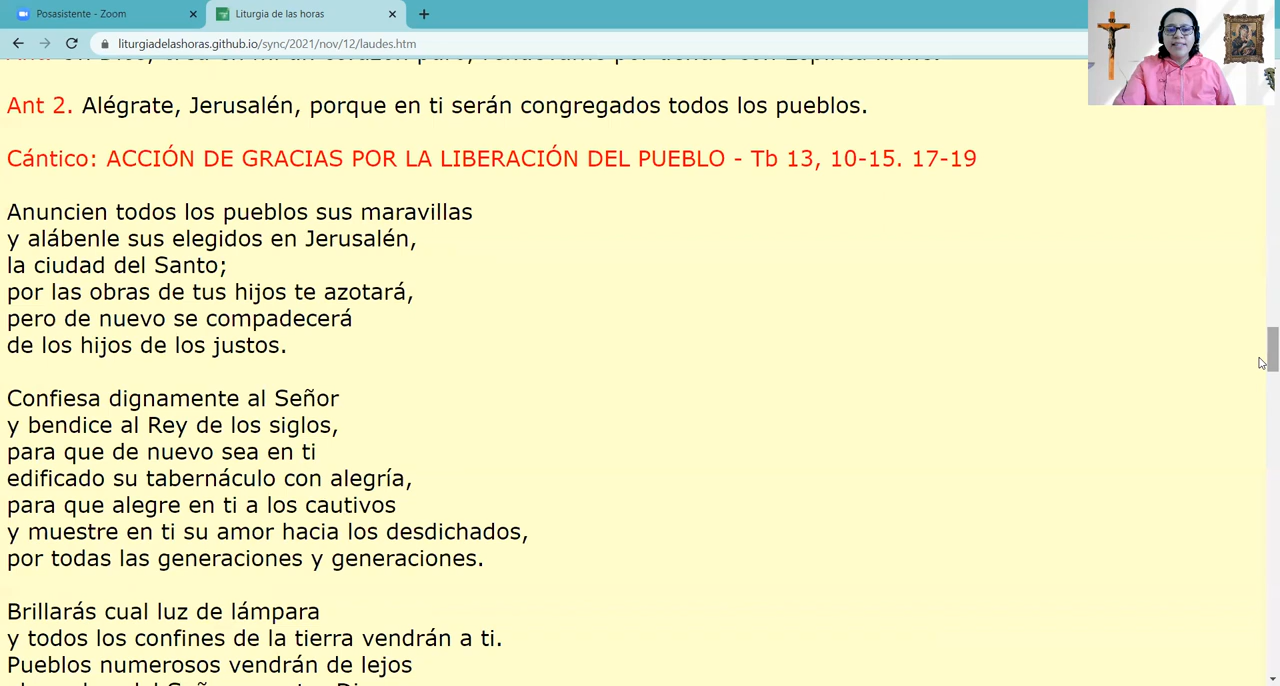 Posasistente - Zoom
Liturgia de las horas
liturgiadelashoras.github.io/sync/2021/nov/12/laudes.htm
Ant 2. Alégrate, Jerusalén, porque en ti serán congregados todos los pueblos.
Cántico: ACCIÓN DE GRACIAS POR LA LIBERACIÓN DEL PUEBLO - Tb 13, 10-15. 17-19
Anuncien todos los pueblos sus maravillas
y alábenle sus elegidos en Jerusalén,
la ciudad del Santo;
por las obras de tus hijos te azotará,
pero de nuevo se compadecerá
de los hijos de los justos.
Confiesa dignamente al Señor
y bendice al Rey de los siglos,
para que de nuevo sea en ti
edificado su tabernáculo con alegría,
para que alegre en ti a los cautivos
y muestre en ti su amor hacia los desdichados,
por todas las generaciones y generaciones.
Brillarás cual luz de lámpara
y todos los confines de la tierra vendrán a ti.
Pueblos numerosos vendrán de lejos